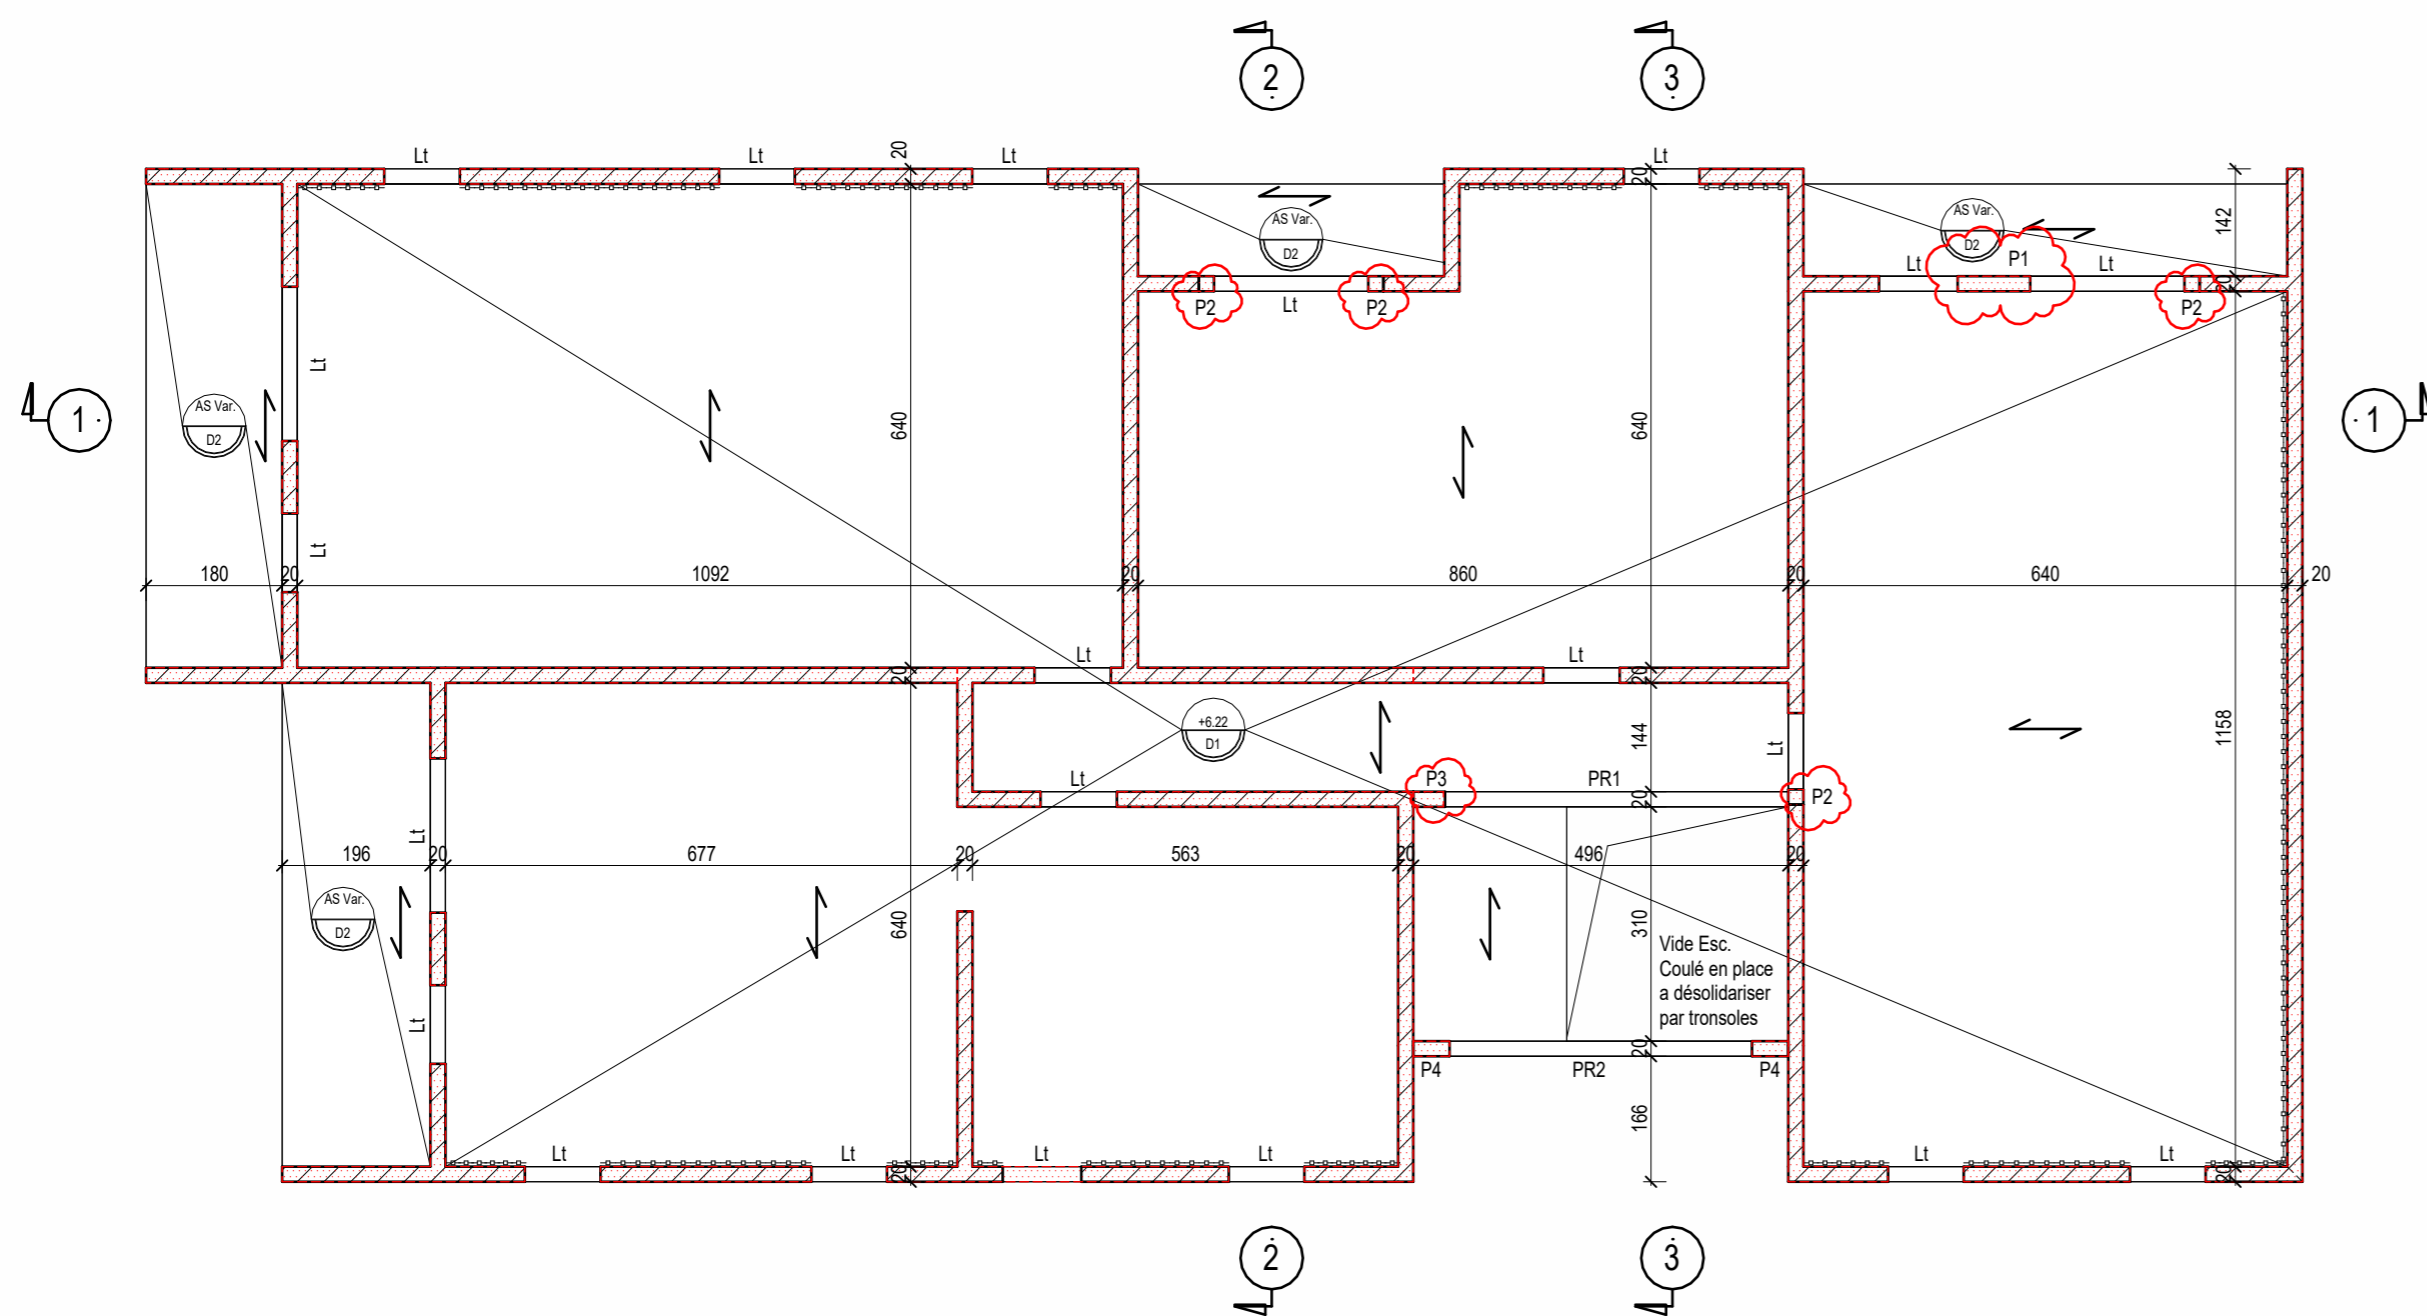 2
3
Lt
Lt
20
Lt
Lt
20
AS Var.
D2
AS Var.
D2
142
Lt
P1
Lt
20
P2
Lt
P2
P2
Lt
1
AS Var.
D2
640
640
1
Lt
180
20
1092
20
860
20
640
20
Lt
Lt
20
20
+6.22
D1
144
Lt
1158
Lt
P3
PR1
20
P2
Lt
196
20
677
20
563
20
496
20
AS Var.
D2
640
310
Vide Esc.
Coulé en place
a désolidariser
par tronsoles
Lt
20
P4
PR2
P4
166
Lt
Lt
Lt
Lt
Lt
Lt
20
20
2
3